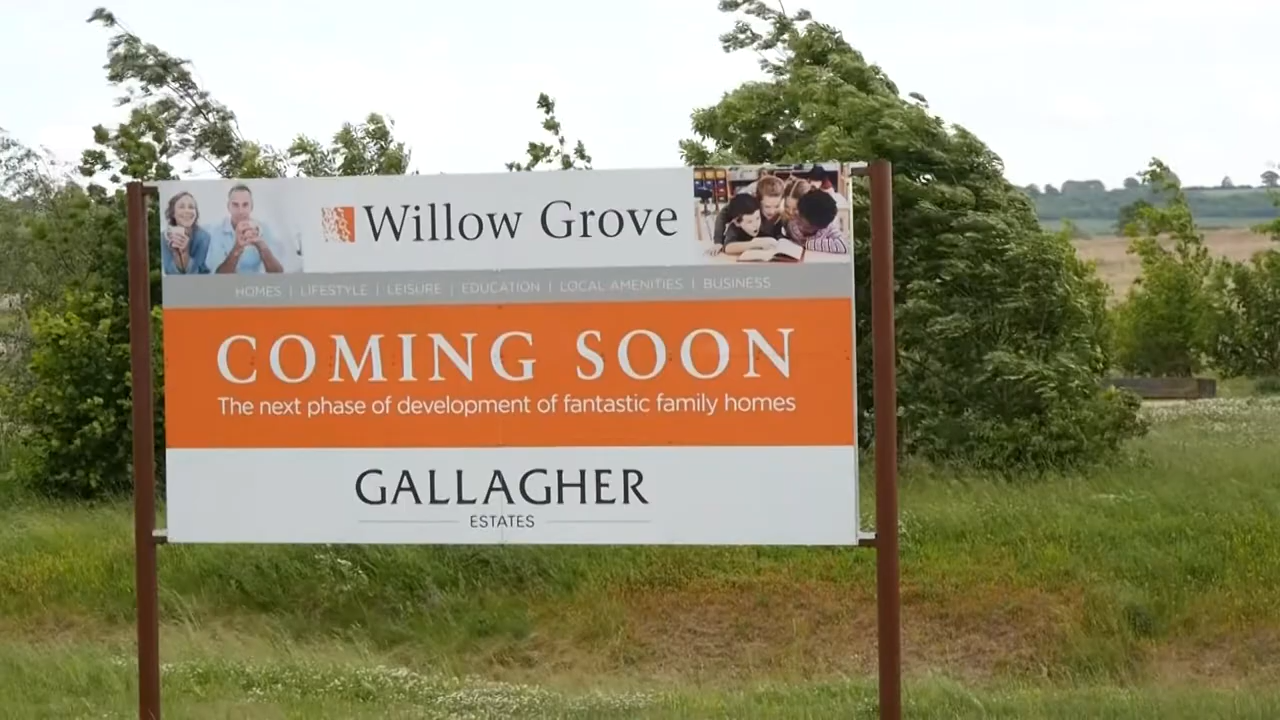 Willow Grove
HOMES | LIFESTYLE | LEISURE | EDUCATION | LOCAL AMENITIES | BUSINESS
COMING SOON
The next phase of development of fantastic family homes
GALLAGHER
ESTATES